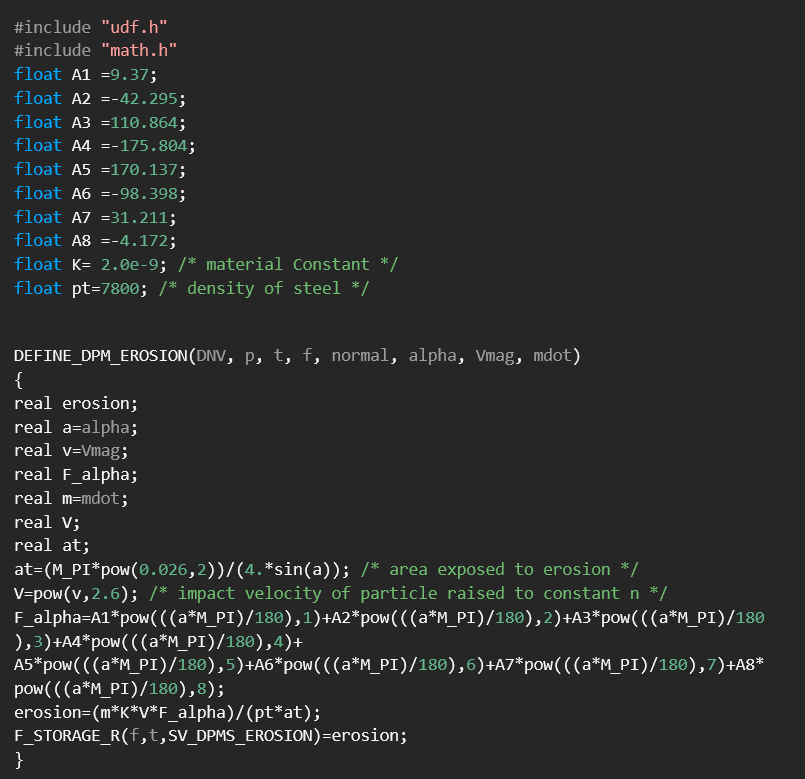 #include "udf.h"
#include "math.h"
float A1 =9.37;
float A2 =-42.295;
float A3 =110.864;
float A4 =-175.804;
float A5 =170.137;
float A6 =-98.398;
float A7 =31.211;
float A8 =-4.172;
float K= 2.0e-9; /* material Constant */
float pt=7800; /* density of steel */
DEFINE_DPM_EROSION(DNV, p, t, f, normal, alpha, Vmag, mdot)
{
real erosion;
real a=alpha;
real v=Vmag;
real F_alpha;
real m=mdot;
real V;
real at;
at=(M_PI*pow(0.026,2))/(4.*sin(a)); /* area exposed to erosion */
V=pow(v,2.6); /* impact velocity of particle raised to constant n */
F_alpha=A1*pow(((a*M_PI)/180),1)+A2*pow(((a*M_PI)/180),2)+A3*pow(((a*M_PI)/180
),3)+A4*pow(((a*M_PI)/180),4)+
A5*pow(((a*M_PI)/180),5)+A6*pow(((a*M_PI)/180),6)+A7*pow(((a*M_PI)/180),7)+A8*
pow(((a*M_PI)/180),8);
erosion=(m*K*V*F_alpha)/(pt*at);
F_STORAGE_R(f,t,SV_DPMS_EROSION)=erosion;
}